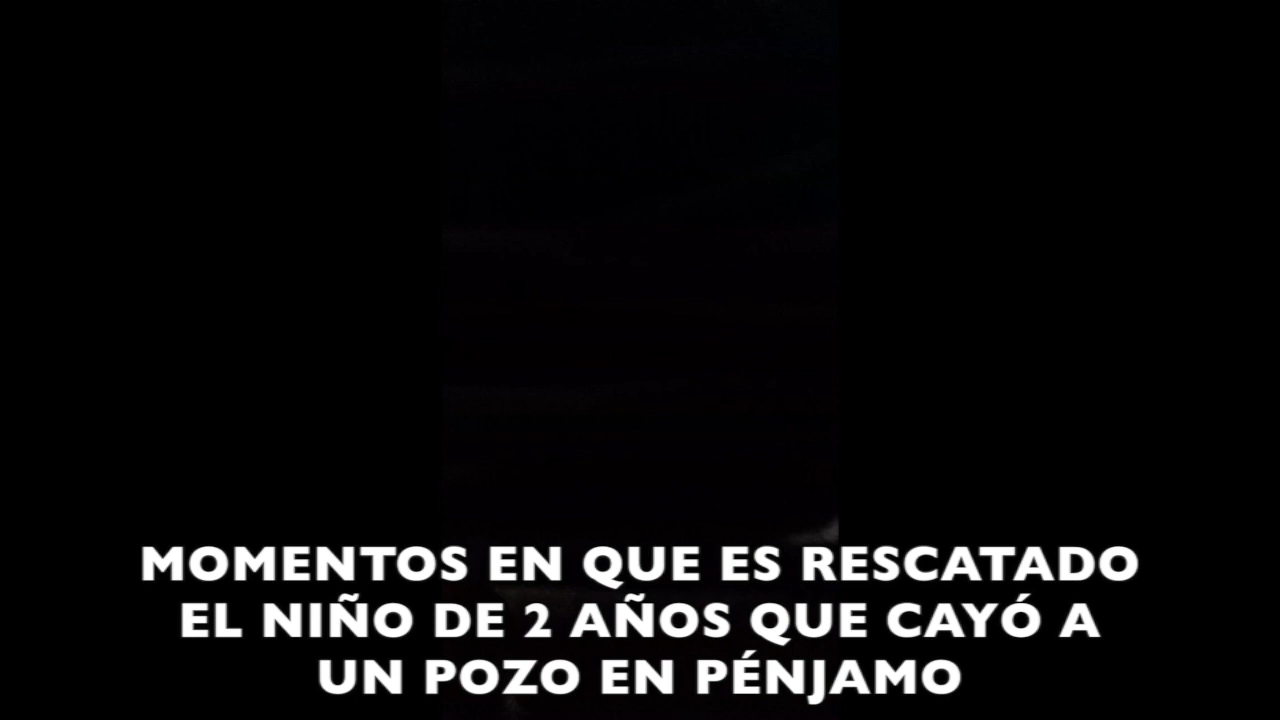 MOMENTOS EN QUE ES RESCATADO
EL NIÑO DE 2 AÑOS QUE CAYÓ A
UN POZO EN PÉNJAMO